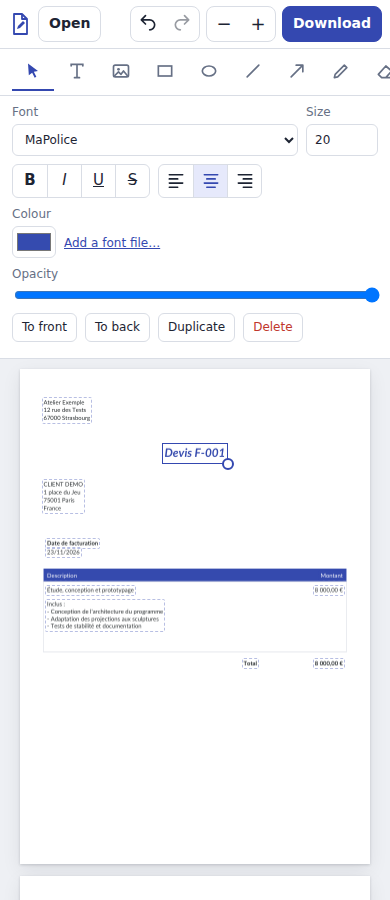 Open
Download
Font
Size
MaPolice
20
B I U S
Colour
Add a font file…
Opacity
To front
To back
Duplicate
Delete
Atelier Exemple
12 rue des Tests
67000 Strasbourg
Devis F-001
CLIENT DEMO
1 place du Jeu
75001 Paris
France
Date de facturation
23/11/2026
Description
Montant
Étude, conception et prototypage
8 000,00 €
Inclus :
- Conception de l'architecture du programme
- Adaptation des projections aux sculptures
- Tests de stabilité et documentation
Total
8 000,00 €